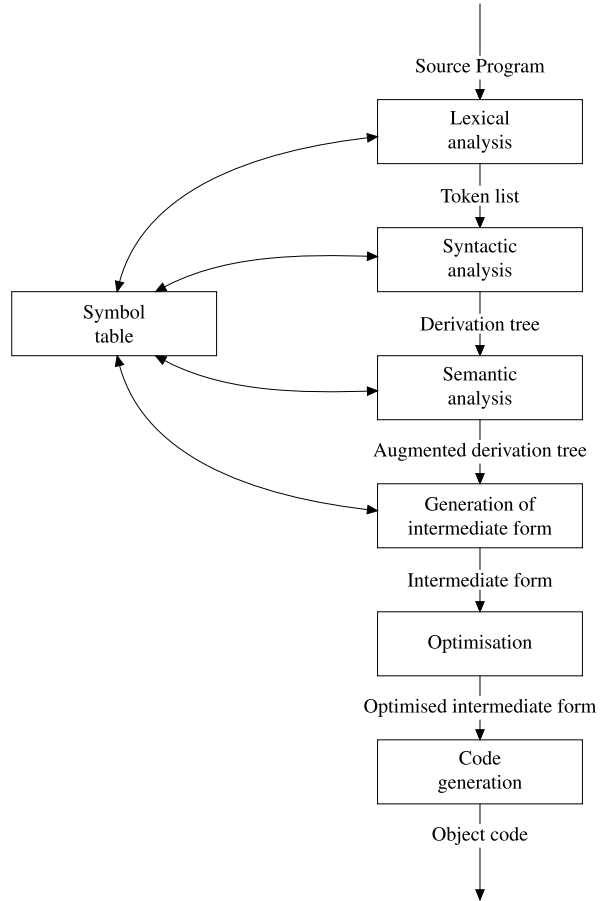 Source Program
Lexical
analysis
Token list
Syntactic
analysis
Symbol
table
Derivation tree
Semantic
analysis
Augmented derivation tree
Generation of
intermediate form
Intermediate form
Optimisation
Optimised intermediate form
Code
generation
Object code